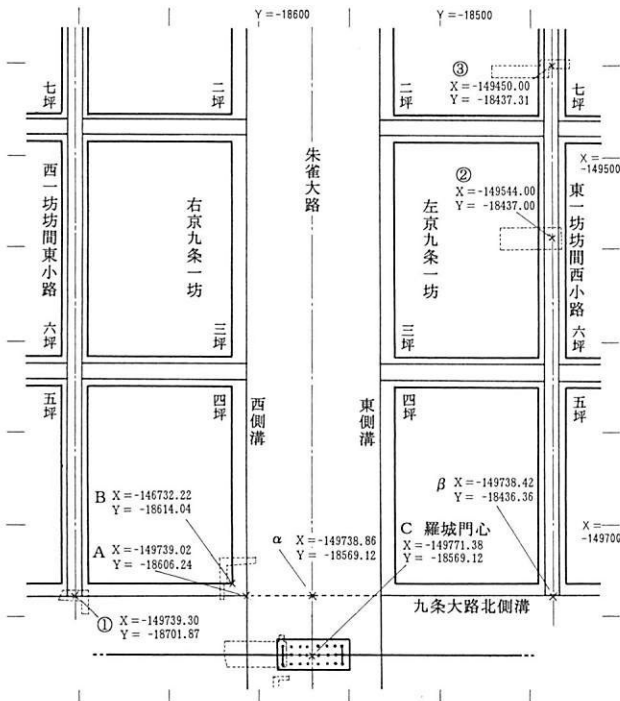 Y=-18600
Y=-18500
七坪
二坪
二坪
七坪
③
X=-149450.00
Y=-18437.31
朱雀大路
X=
-149500
②
X=-149544.00
Y=-18437.00
西一坊坊間東小路
右京九条一坊
左京九条一坊
東一坊坊間西小路
六坪
三坪
三坪
六坪
五坪
四坪
西側溝
東側溝
四坪
五坪
B X=-146732.22
Y=-18614.04
A X=-149739.02
Y=-18606.24
α X=-149738.86
Y=-18569.12
β X=-149738.42
Y=-18436.36
C 羅城門心
X=-149771.38
Y=-18569.12
X=
-149700
① X=-149739.30
Y=-18701.87
九条大路北側溝